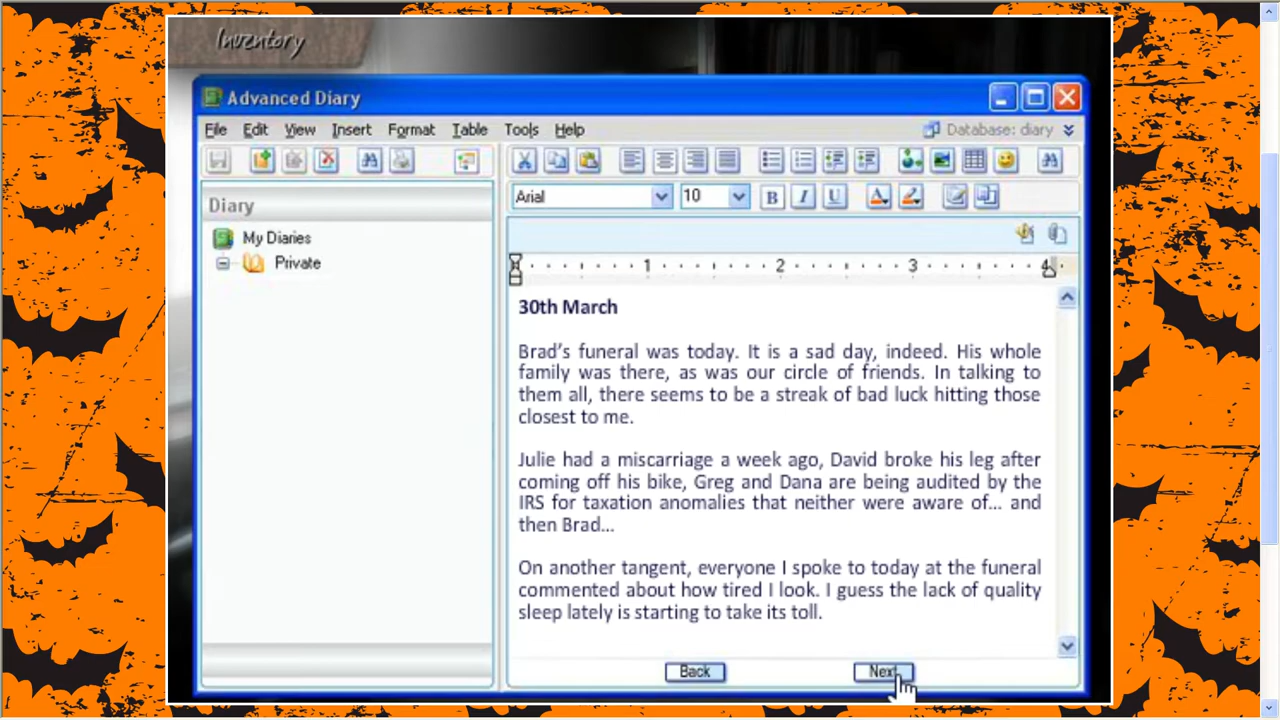 Inventory
Advanced Diary
File Edit View Insert Format Table Tools Help Database: diary
Arial 10 B I U
Diary
My Diaries
Private
1 2 3 4
30th March
Brad’s funeral was today. It is a sad day, indeed. His whole
family was there, as was our circle of friends. In talking to
them all, there seems to be a streak of bad luck hitting those
closest to me.
Julie had a miscarriage a week ago, David broke his leg after
coming off his bike, Greg and Dana are being audited by the
IRS for taxation anomalies that neither were aware of... and
then Brad...
On another tangent, everyone I spoke to today at the funeral
commented about how tired I look. I guess the lack of quality
sleep lately is starting to take its toll.
Back Next